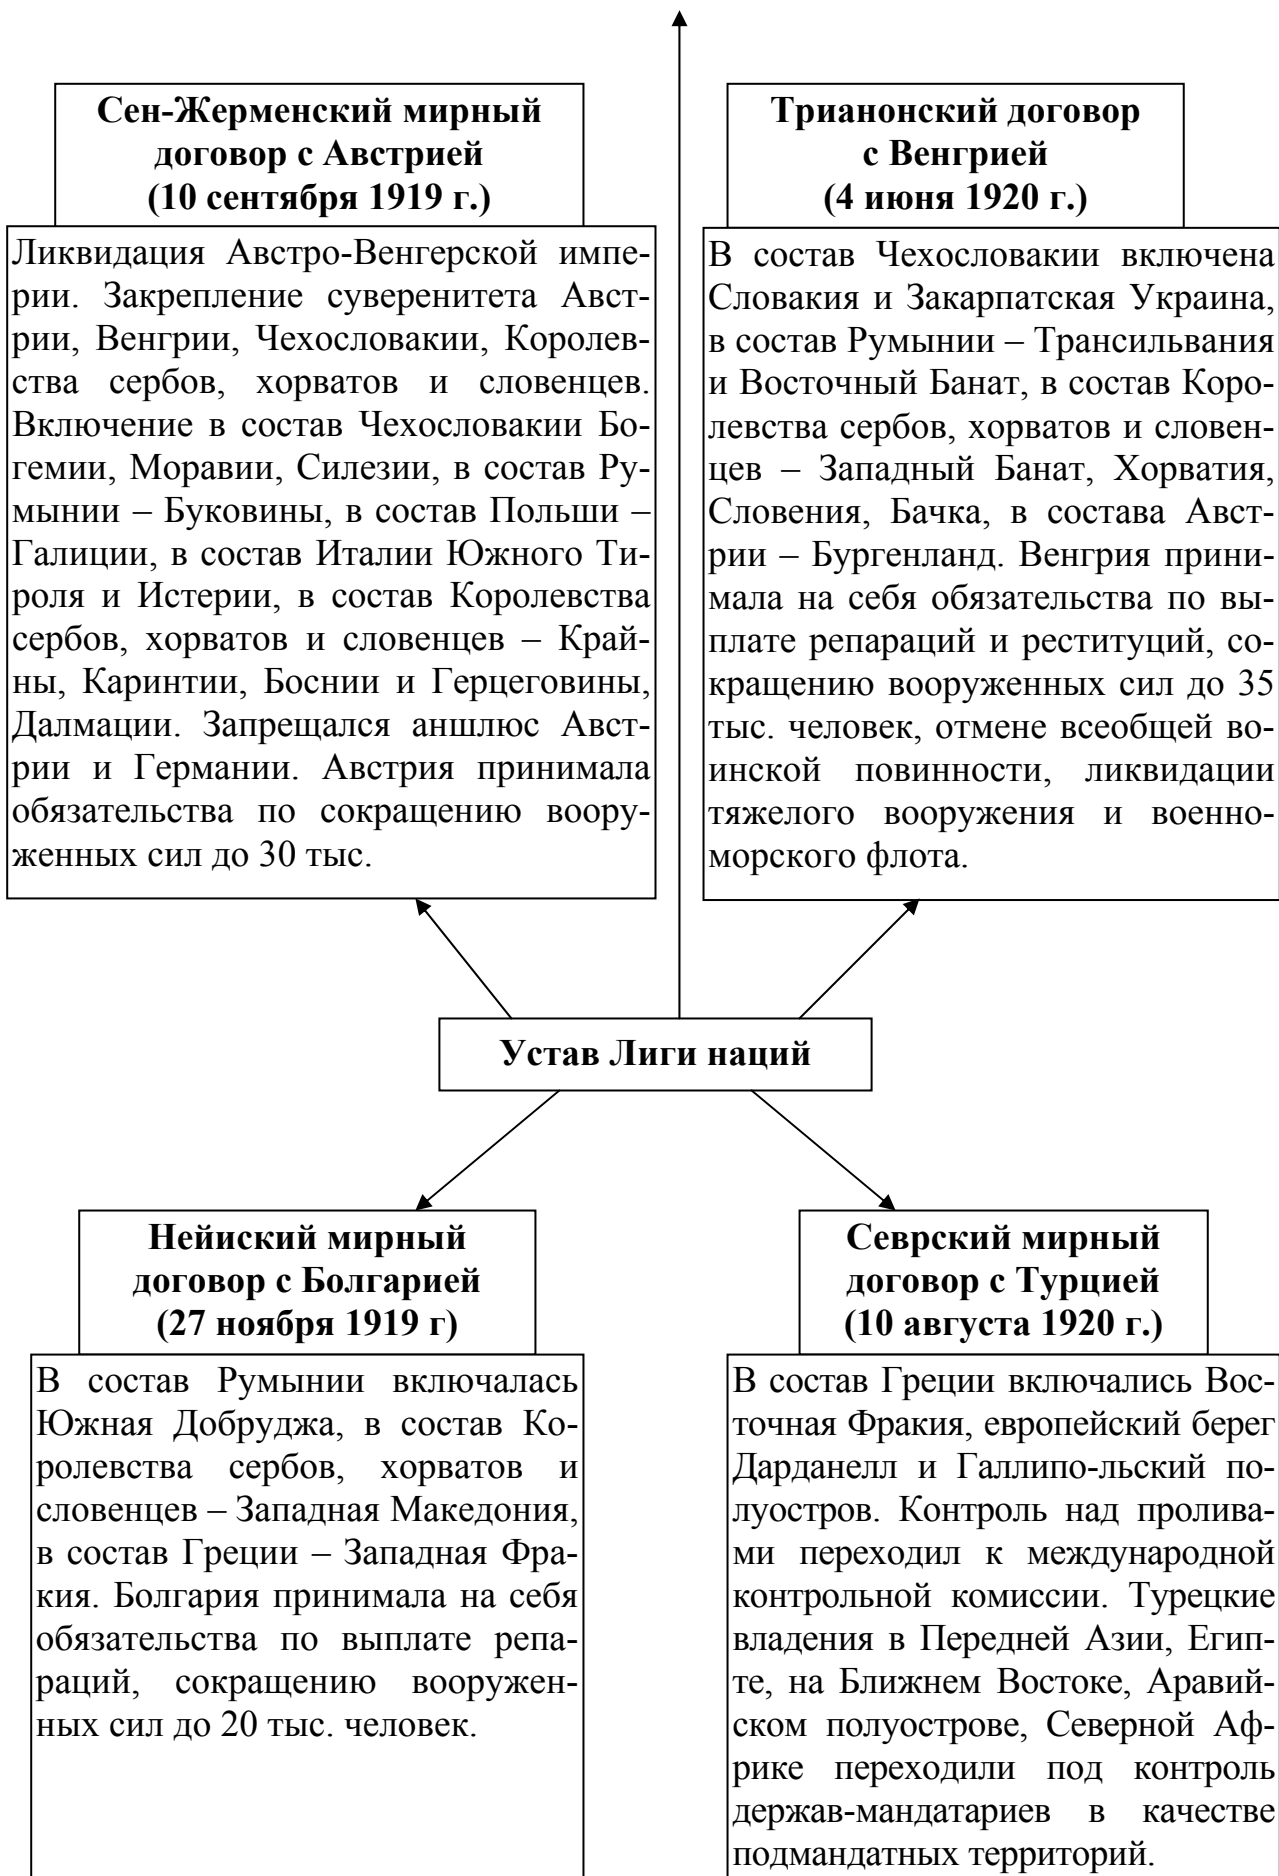 Сен-Жерменский мирный
договор с Австрией
(10 сентября 1919 г.)
Ликвидация Австро-Венгерской импе-
рии. Закрепление суверенитета Авст-
рии, Венгрии, Чехословакии, Королев-
ства сербов, хорватов и словенцев.
Включение в состав Чехословакии Бо-
гемии, Моравии, Силезии, в состав Ру-
мынии – Буковины, в состав Польши –
Галиции, в состав Италии Южного Ти-
роля и Истерии, в состав Королевства
сербов, хорватов и словенцев – Край-
ны, Каринтии, Боснии и Герцеговины,
Далмации. Запрещался аншлюс Авст-
рии и Германии. Австрия принимала
обязательства по сокращению воору-
женных сил до 30 тыс.
Трианонский договор
с Венгрией
(4 июня 1920 г.)
В состав Чехословакии включена
Словакия и Закарпатская Украина,
в состав Румынии – Трансильвания
и Восточный Банат, в состав Коро-
левства сербов, хорватов и словен-
цев – Западный Банат, Хорватия,
Словения, Бачка, в состава Авст-
рии – Бургенланд. Венгрия прини-
мала на себя обязательства по вы-
плате репараций и реституций, со-
кращению вооруженных сил до 35
тыс. человек, отмене всеобщей во-
инской повинности, ликвидации
тяжелого вооружения и военно-
морского флота.
Устав Лиги наций
Нейиский мирный
договор с Болгарией
(27 ноября 1919 г)
В состав Румынии включалась
Южная Добруджа, в состав Ко-
ролевства сербов, хорватов и
словенцев – Западная Македония,
в состав Греции – Западная Фра-
кия. Болгария принимала на себя
обязательства по выплате репа-
раций, сокращению вооружен-
ных сил до 20 тыс. человек.
Севрский мирный
договор с Турцией
(10 августа 1920 г.)
В состав Греции включались Вос-
точная Фракия, европейский берег
Дарданелл и Галлипо-льский по-
луостров. Контроль над пролива-
ми переходил к международной
контрольной комиссии. Турецкие
владения в Передней Азии, Егип-
те, на Ближнем Востоке, Аравий-
ском полуострове, Северной Аф-
рике переходили под контроль
держав-мандатариев в качестве
подмандатных территорий.